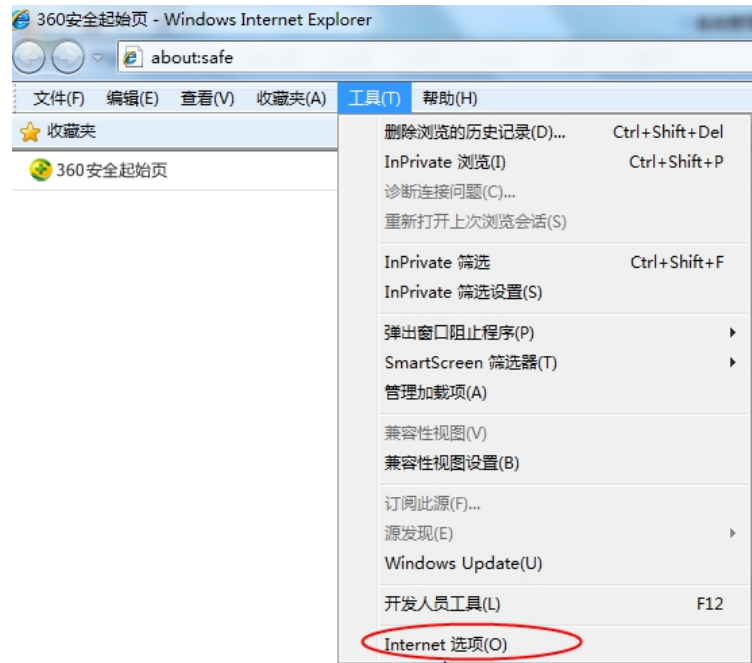 360安全起始页 - Windows Internet Explorer
about:safe
文件(F) 编辑(E) 查看(V) 收藏夹(A) 工具(T) 帮助(H)
收藏夹
360安全起始页
删除浏览的历史记录(D)... Ctrl+Shift+Del
InPrivate 浏览(I) Ctrl+Shift+P
诊断连接问题(C)...
重新打开上次浏览会话(S)
InPrivate 筛选 Ctrl+Shift+F
InPrivate 筛选设置(S)
弹出窗口阻止程序(P)
SmartScreen 筛选器(T)
管理加载项(A)
兼容性视图(V)
兼容性视图设置(B)
订阅此源(F)...
源发现(E)
Windows Update(U)
开发人员工具(L) F12
Internet 选项(O)